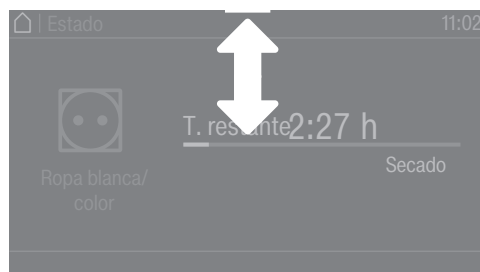 Estado 11:02
T. restante 2:27 h
Secado
Ropa blanca/
color